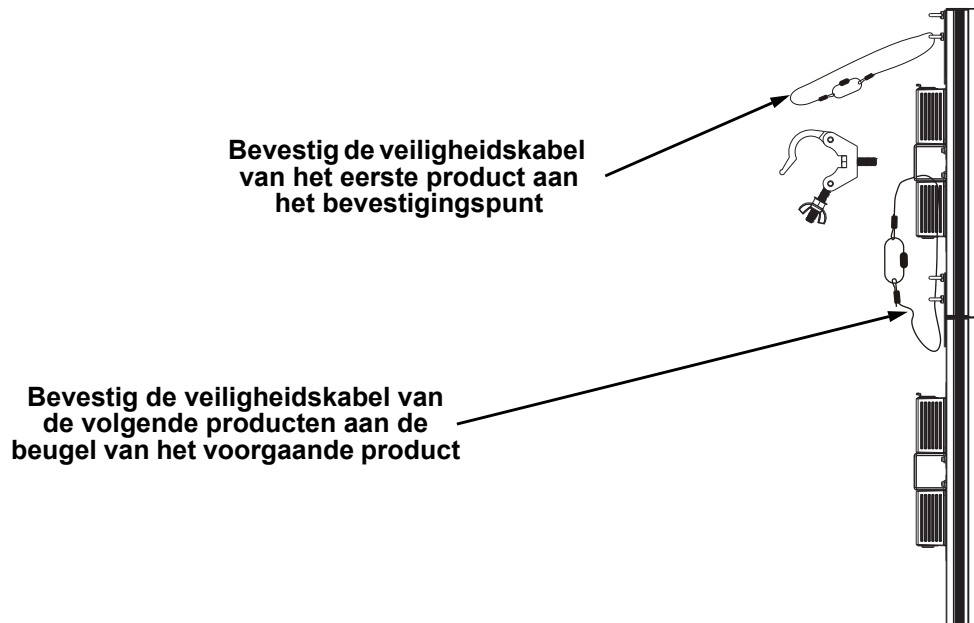 Bevestig de veiligheidskabel
van het eerste product aan
het bevestigingspunt
Bevestig de veiligheidskabel van
de volgende producten aan de
beugel van het voorgaande product